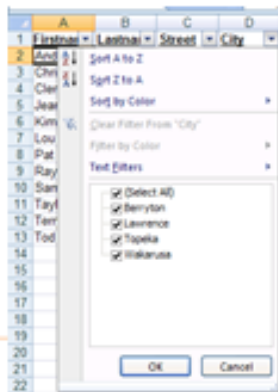 A B C D
1 Firstnam Lastnam Street City
2 And
3 Chri
4 Cler
5 Jear
6 Kim
7 Lou
8 Pat
9 Ray
10 San
11 Tayl
12 Terr
13 Tod
14
15
16
17
18
19
20
21
22
Sort A to Z
Sort Z to A
Sort by Color
Clear Filter From "City"
Filter by Color
Text Filters
(Select All)
Berryton
Lawrence
Topeka
Wakarusa
OK Cancel